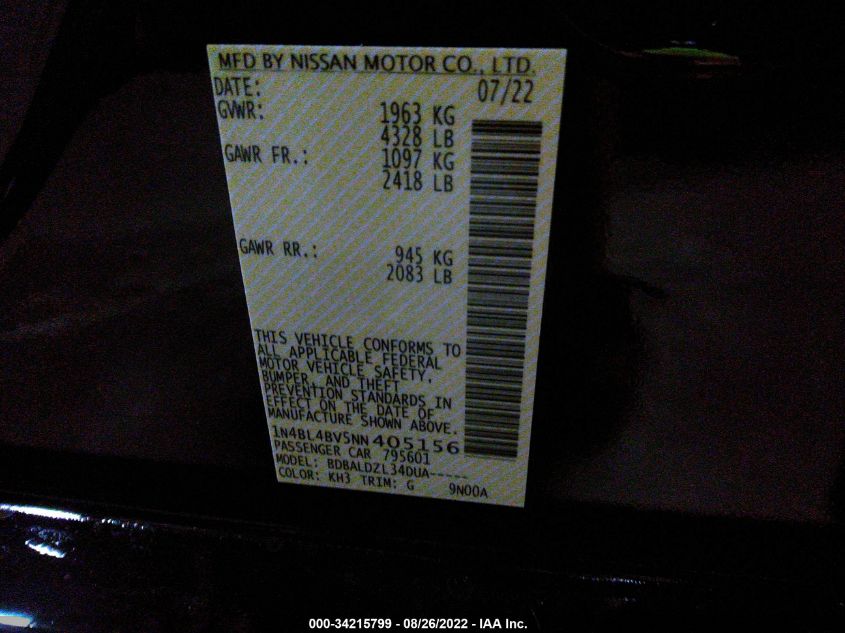 MFD BY NISSAN MOTOR CO., LTD.
DATE: 07/22
GVWR: 1963 KG
4328 LB
GAWR FR.: 1097 KG
2418 LB
GAWR RR.: 945 KG
2083 LB
THIS VEHICLE CONFORMS TO
ALL APPLICABLE FEDERAL
MOTOR VEHICLE SAFETY,
BUMPER, AND THEFT
PREVENTION STANDARDS IN
EFFECT ON THE DATE OF
MANUFACTURE SHOWN ABOVE.
1N4BL4BV5NN405156
PASSENGER CAR 795601
MODEL: BDBALDZL34DUA-----
COLOR: KH3 TRIM: G 9N00A
000-34215799 - 08/26/2022 - IAA Inc.